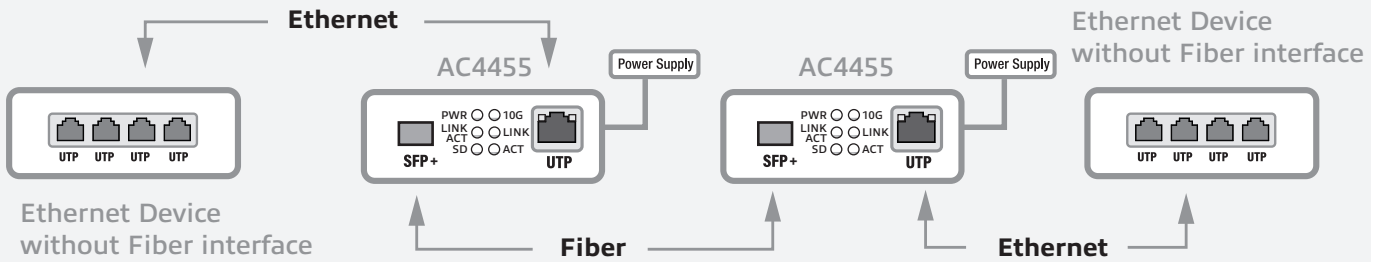 Ethernet
Ethernet Device
without Fiber interface
AC4455
Power Supply
AC4455
Power Supply
PWR 10G
LINK
ACT LINK
SD ACT
SFP+
UTP
PWR 10G
LINK
ACT LINK
SD ACT
SFP+
UTP
UTP UTP UTP UTP
UTP UTP UTP UTP
Ethernet Device
without Fiber interface
Fiber
Ethernet